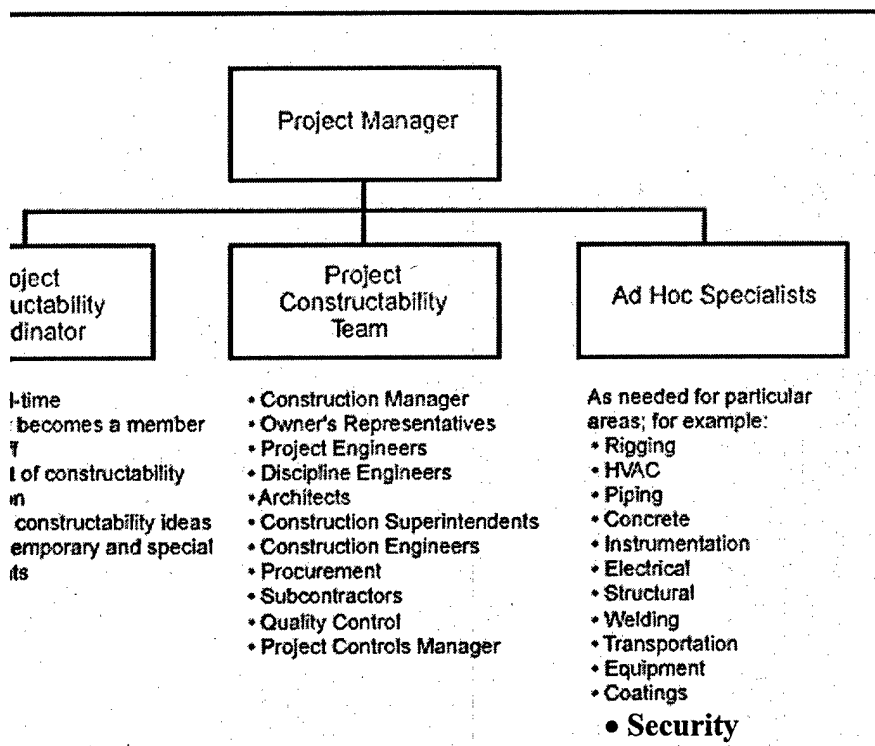 Project Manager
oject
uctability
dinator
l-time
becomes a member
ff
t of constructability
on
constructability ideas
emporary and special
nts
Project
Constructability
Team
• Construction Manager
• Owner's Representatives
• Project Engineers
• Discipline Engineers
• Architects
• Construction Superintendents
• Construction Engineers
• Procurement
• Subcontractors
• Quality Control
• Project Controls Manager
Ad Hoc Specialists
As needed for particular
areas; for example:
• Rigging
• HVAC
• Piping
• Concrete
• Instrumentation
• Electrical
• Structural
• Welding
• Transportation
• Equipment
• Coatings
• Security